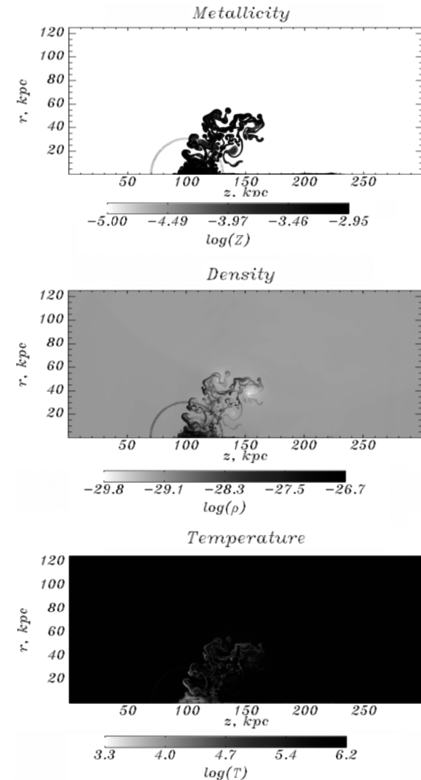 Metallicity
120
100
80
60
40
20
r, kpc
50 100 150 200 250
z, kpc
-5.00 -4.49 -3.97 -3.46 -2.95
log(Z)
Density
120
100
80
60
40
20
r, kpc
50 100 150 200 250
z, kpc
-29.8 -29.1 -28.3 -27.5 -26.7
log(ρ)
Temperature
120
100
80
60
40
20
r, kpc
50 100 150 200 250
z, kpc
3.3 4.0 4.7 5.4 6.2
log(T)